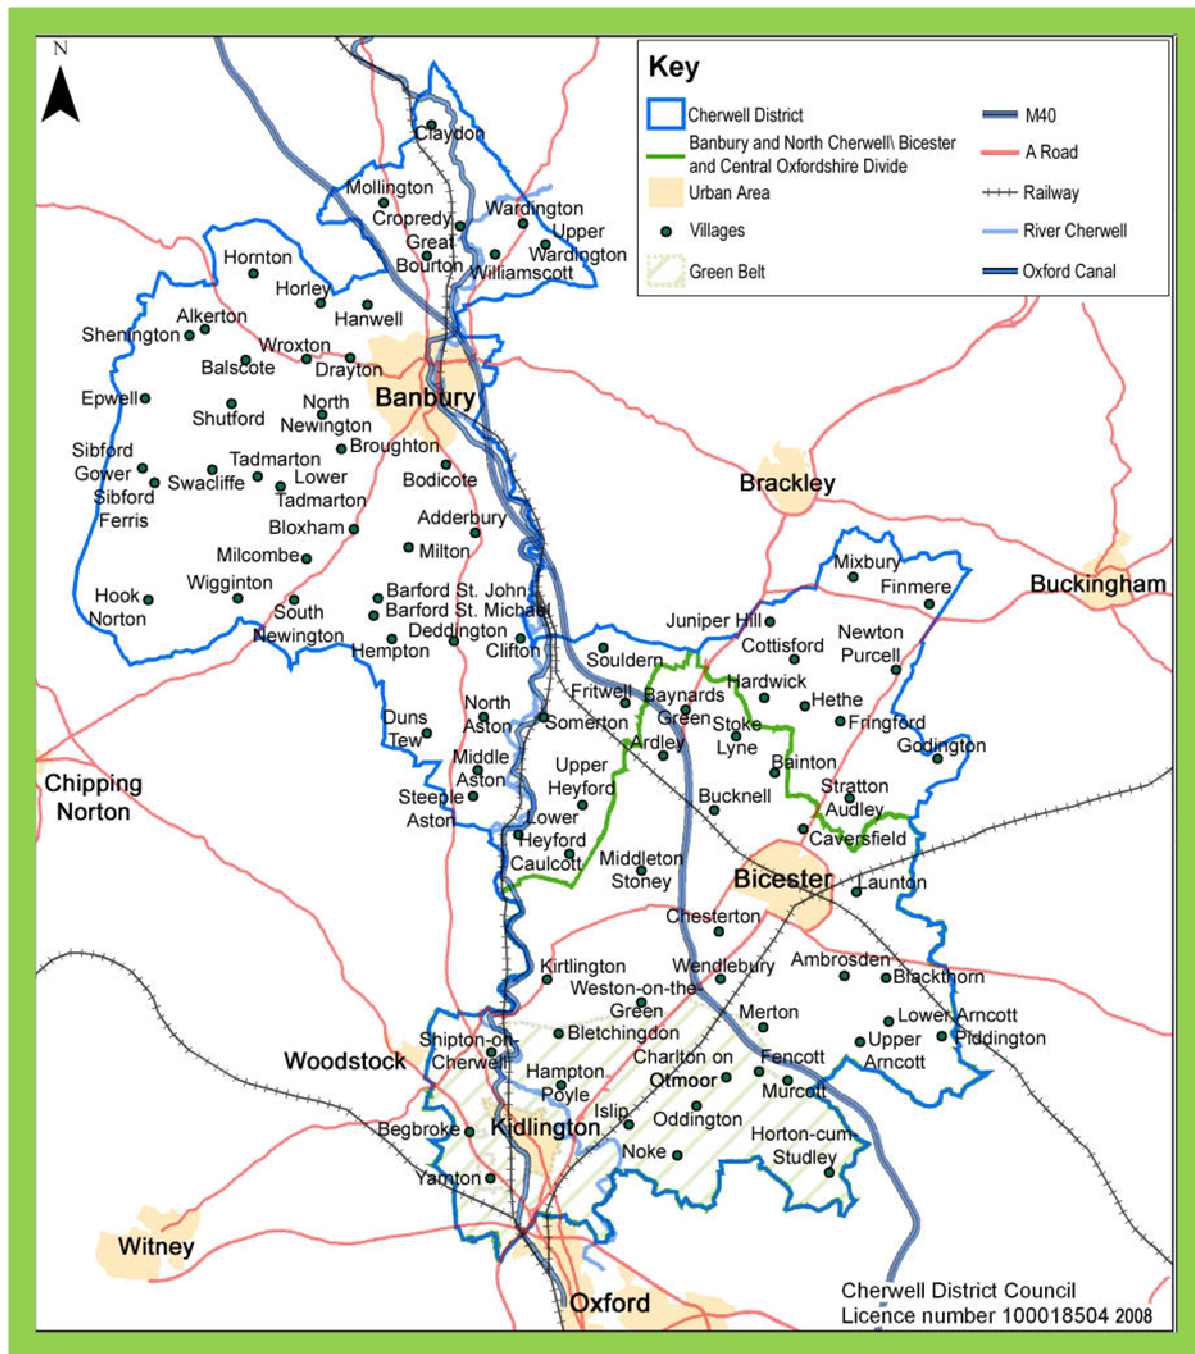 N
Key
Cherwell District
Banbury and North Cherwell\ Bicester
and Central Oxfordshire Divide
Urban Area
Villages
Green Belt
M40
A Road
Railway
River Cherwell
Oxford Canal
Claydon
Mollington
Cropredy
Wardington
Great
Bourton
Upper
Wardington
Williamscott
Hornton
Horley
Hanwell
Alkerton
Shenington
Wroxton
Balscote
Drayton
Banbury
Epwell
Shutford
North
Newington
Broughton
Sibford
Gower
Tadmarton
Swacliffe
Lower
Tadmarton
Bodicote
Sibford
Ferris
Brackley
Bloxham
Adderbury
Milcombe
Milton
Wigginton
Hook
Norton
South
Newington
Barford St. John
Barford St. Michael
Deddington
Hempton
Clifton
Mixbury
Finmere
Buckingham
Juniper Hill
Cottisford
Newton
Purcell
Souldern
Fritwell
Baynards
Green
Hardwick
Hethe
Fringford
Stoke
Lyne
Godington
Duns
Tew
North
Aston
Somerton
Ardley
Middle
Aston
Upper
Heyford
Bainton
Stratton
Audley
Bucknell
Steeple
Aston
Lower
Heyford
Caversfield
Chipping
Norton
Caulcott
Middleton
Stoney
Bicester
Launton
Chesterton
Kirtlington
Wendlebury
Ambrosden
Blackthorn
Weston-on-the-
Green
Merton
Lower Arncott
Piddington
Upper
Arncott
Bletchingdon
Shipton-on-
Cherwell
Woodstock
Charlton on
Otmoor
Fencott
Murcott
Hampton
Poyle
Islip
Oddington
Begbroke
Kidlington
Horton-cum-
Studley
Noke
Yarnton
Witney
Oxford
Cherwell District Council
Licence number 100018504 2008